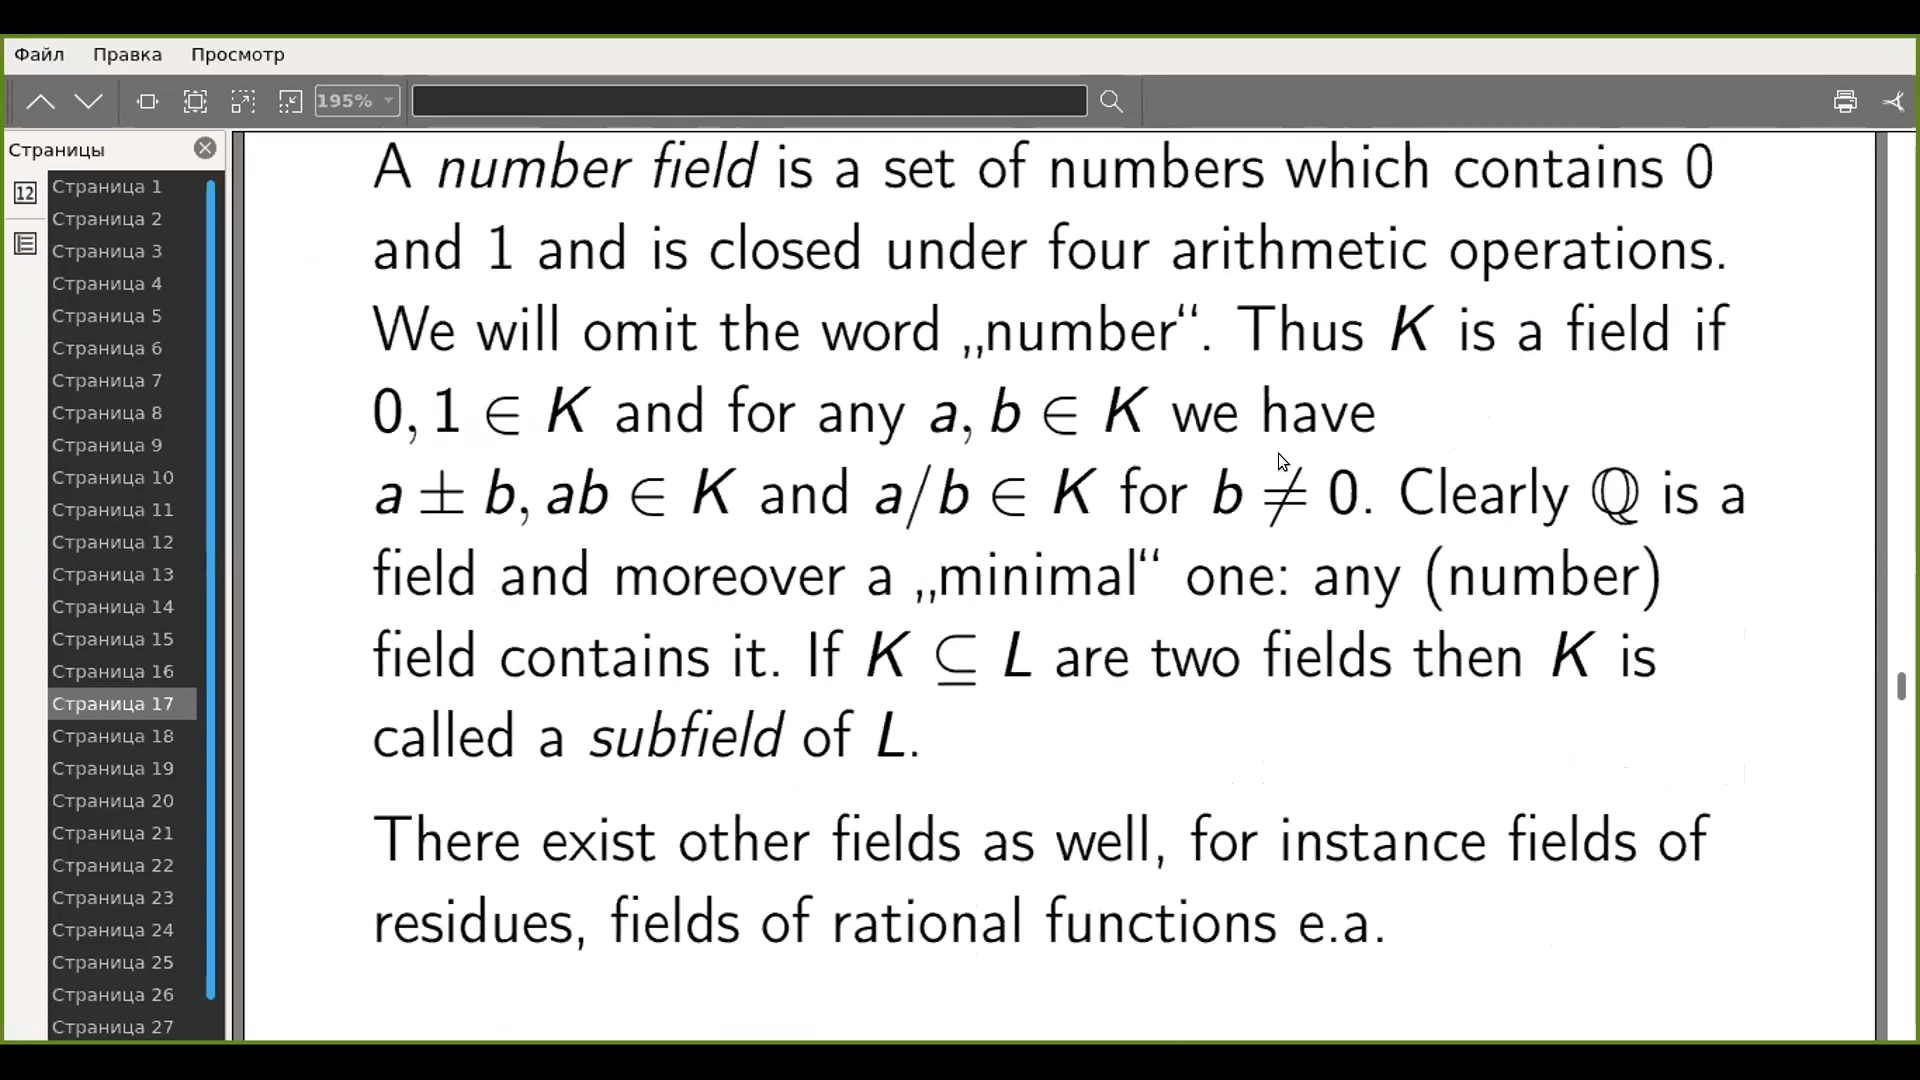 Файл Правка Просмотр
195%
Страницы
12
Страница 1
Страница 2
Страница 3
Страница 4
Страница 5
Страница 6
Страница 7
Страница 8
Страница 9
Страница 10
Страница 11
Страница 12
Страница 13
Страница 14
Страница 15
Страница 16
Страница 17
Страница 18
Страница 19
Страница 20
Страница 21
Страница 22
Страница 23
Страница 24
Страница 25
Страница 26
Страница 27
A number field is a set of numbers which contains 0
and 1 and is closed under four arithmetic operations.
We will omit the word „number“. Thus K is a field if
0, 1 ∈ K and for any a, b ∈ K we have
a ± b, ab ∈ K and a/b ∈ K for b ≠ 0. Clearly ℚ is a
field and moreover a „minimal“ one: any (number)
field contains it. If K ⊆ L are two fields then K is
called a subfield of L.
There exist other fields as well, for instance fields of
residues, fields of rational functions e.a.